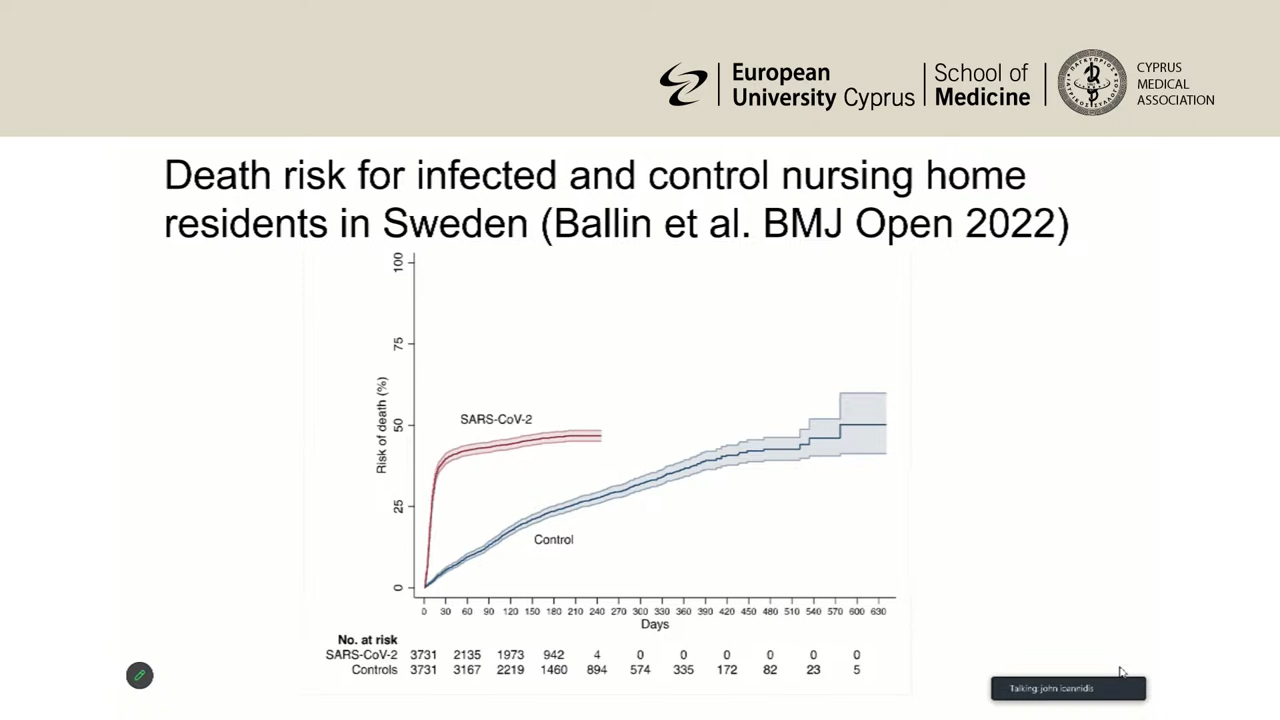 European
University Cyprus
School of
Medicine
CYPRUS
MEDICAL
ASSOCIATION
Death risk for infected and control nursing home
residents in Sweden (Ballin et al. BMJ Open 2022)
100
75
50
25
0
Risk of death (%)
SARS-CoV-2
Control
0 30 60 90 120 150 180 210 240 270 300 330 360 390 420 450 480 510 540 570 600 630
Days
No. at risk
SARS-CoV-2 3731 2135 1973 942 4 0 0 0 0 0 0
Controls 3731 3167 2219 1460 894 574 335 172 82 23 5
Talking: john ioannidis